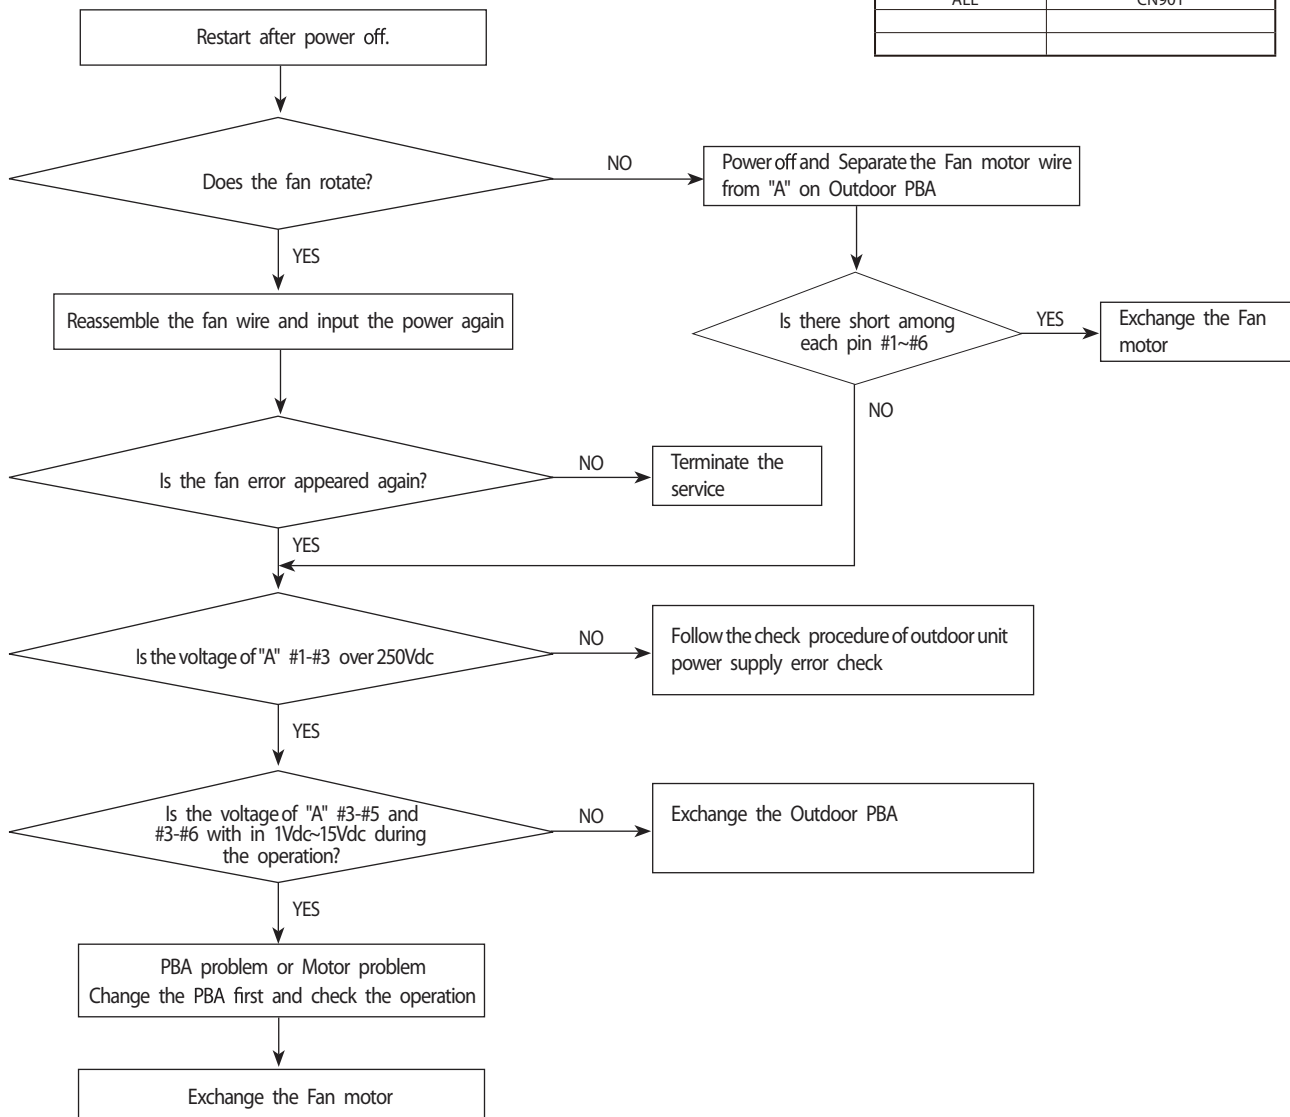 ALL CN901
Restart after power off.
Does the fan rotate?
NO
Power off and Separate the Fan motor wire
from "A" on Outdoor PBA
YES
Reassemble the fan wire and input the power again
Is there short among
each pin #1~#6
YES
Exchange the Fan
motor
NO
Is the fan error appeared again?
NO
Terminate the
service
YES
Is the voltage of "A" #1-#3 over 250Vdc
NO
Follow the check procedure of outdoor unit
power supply error check
YES
Is the voltage of "A" #3-#5 and
#3-#6 with in 1Vdc~15Vdc during
the operation?
NO
Exchange the Outdoor PBA
YES
PBA problem or Motor problem
Change the PBA first and check the operation
Exchange the Fan motor